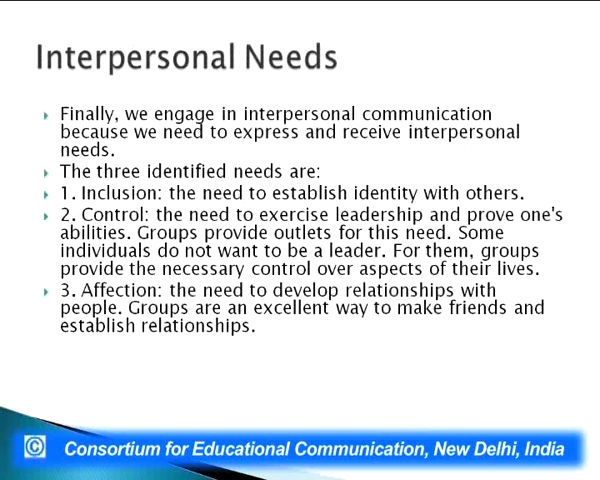 Interpersonal Needs
Finally, we engage in interpersonal communication
because we need to express and receive interpersonal
needs.
The three identified needs are:
1. Inclusion: the need to establish identity with others.
2. Control: the need to exercise leadership and prove one's
abilities. Groups provide outlets for this need. Some
individuals do not want to be a leader. For them, groups
provide the necessary control over aspects of their lives.
3. Affection: the need to develop relationships with
people. Groups are an excellent way to make friends and
establish relationships.
© Consortium for Educational Communication, New Delhi, India